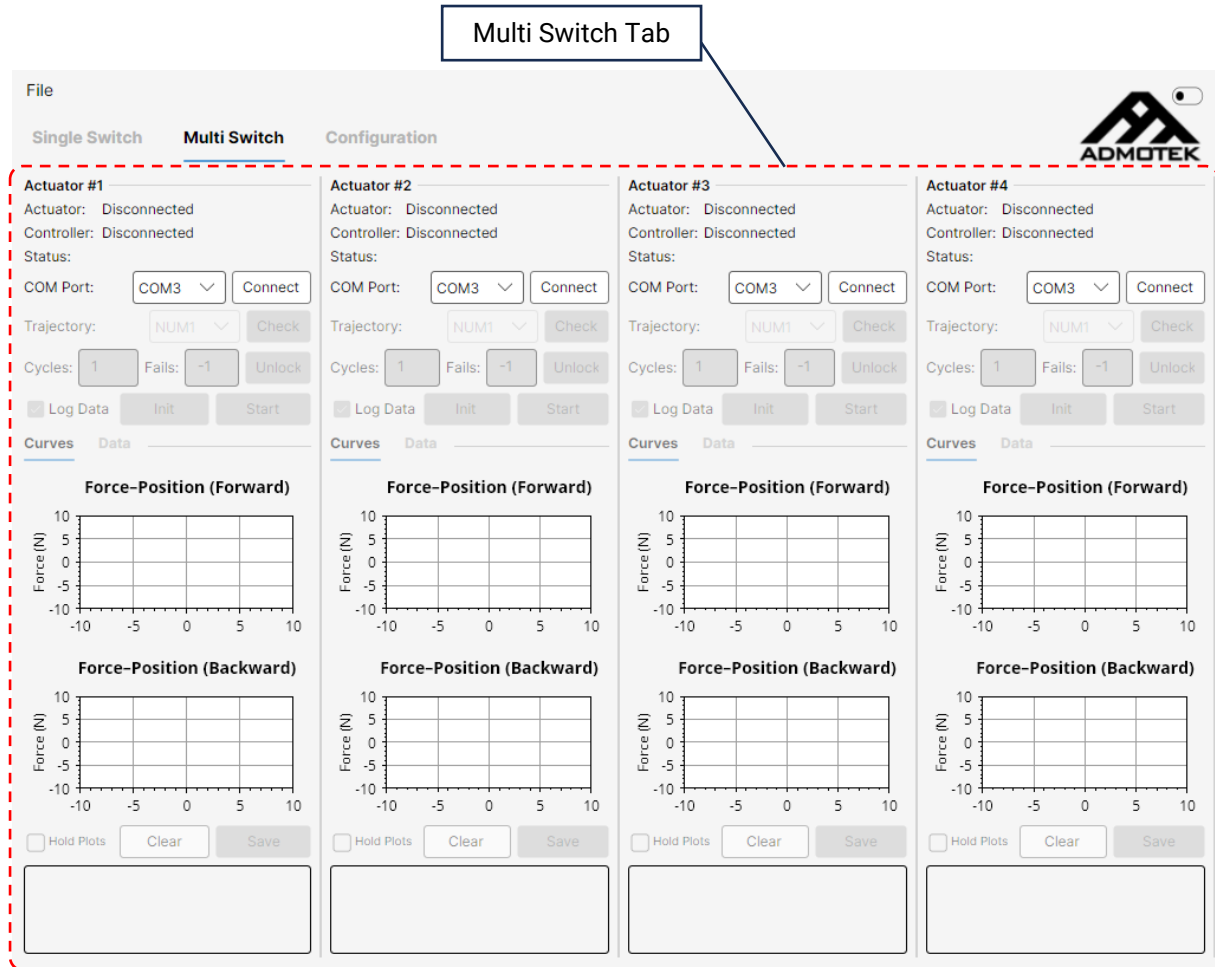 Multi Switch Tab
File
Single Switch Multi Switch Configuration
ADMOTEK
Actuator #1
Actuator: Disconnected
Controller: Disconnected
Status:
COM Port: COM3 Connect
Trajectory: NUM1 Check
Cycles: 1 Fails: -1 Unlock
Log Data Init Start
Curves Data
Force–Position (Forward)
Force (N)
10
5
0
-5
-10
-10 -5 0 5 10
Force–Position (Backward)
Force (N)
10
5
0
-5
-10
-10 -5 0 5 10
Hold Plots Clear Save
Actuator #2
Actuator: Disconnected
Controller: Disconnected
Status:
COM Port: COM3 Connect
Trajectory: NUM1 Check
Cycles: 1 Fails: -1 Unlock
Log Data Init Start
Curves Data
Force–Position (Forward)
Force (N)
10
5
0
-5
-10
-10 -5 0 5 10
Force–Position (Backward)
Force (N)
10
5
0
-5
-10
-10 -5 0 5 10
Hold Plots Clear Save
Actuator #3
Actuator: Disconnected
Controller: Disconnected
Status:
COM Port: COM3 Connect
Trajectory: NUM1 Check
Cycles: 1 Fails: -1 Unlock
Log Data Init Start
Curves Data
Force–Position (Forward)
Force (N)
10
5
0
-5
-10
-10 -5 0 5 10
Force–Position (Backward)
Force (N)
10
5
0
-5
-10
-10 -5 0 5 10
Hold Plots Clear Save
Actuator #4
Actuator: Disconnected
Controller: Disconnected
Status:
COM Port: COM3 Connect
Trajectory: NUM1 Check
Cycles: 1 Fails: -1 Unlock
Log Data Init Start
Curves Data
Force–Position (Forward)
Force (N)
10
5
0
-5
-10
-10 -5 0 5 10
Force–Position (Backward)
Force (N)
10
5
0
-5
-10
-10 -5 0 5 10
Hold Plots Clear Save